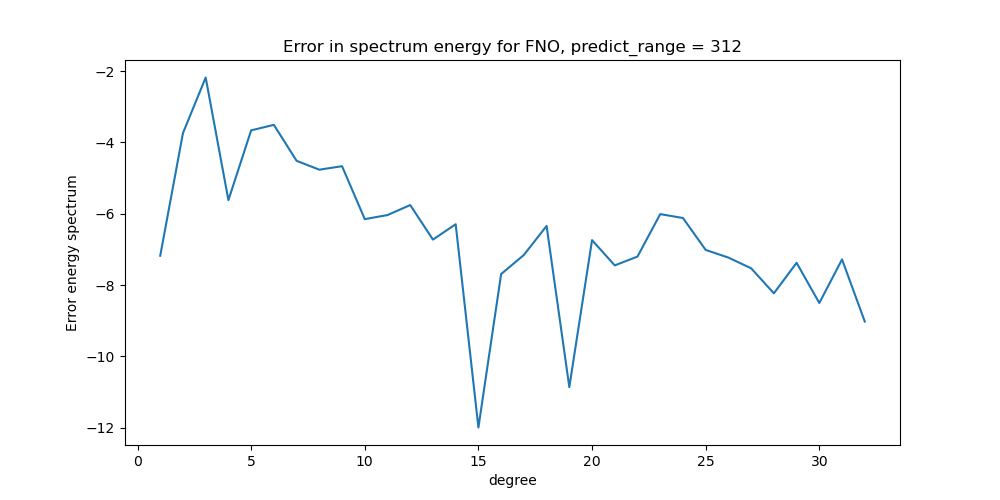 Error in spectrum energy for FNO, predict_range = 312
Error energy spectrum
−2
−4
−6
−8
−10
−12
0 5 10 15 20 25 30
degree